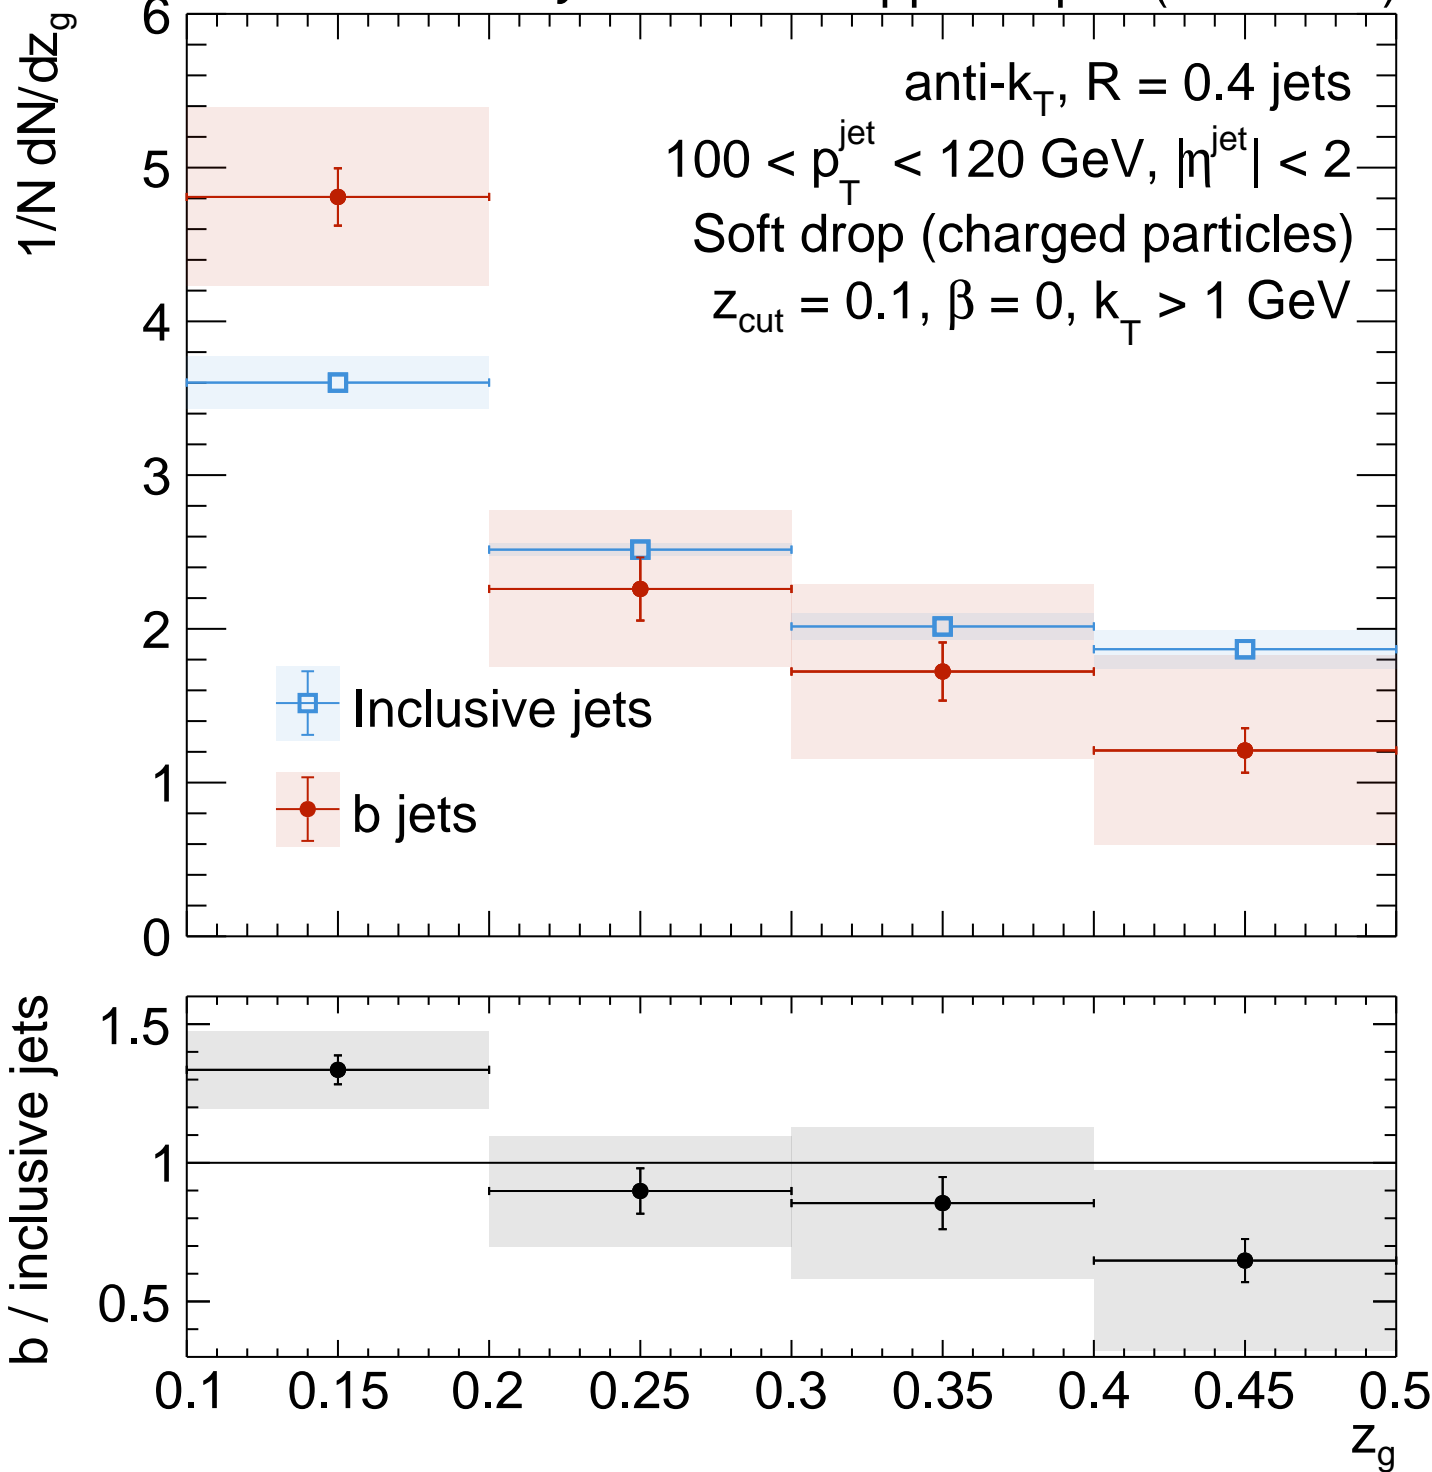 1/N dN/dz_g
6
5
4
3
2
1
0
anti-k_T, R = 0.4 jets
100 < p_T^jet < 120 GeV, |η^jet| < 2
Soft drop (charged particles)
z_cut = 0.1, β = 0, k_T > 1 GeV
Inclusive jets
b jets
b / inclusive jets
1.5
1
0.5
0.1 0.15 0.2 0.25 0.3 0.35 0.4 0.45 0.5
z_g